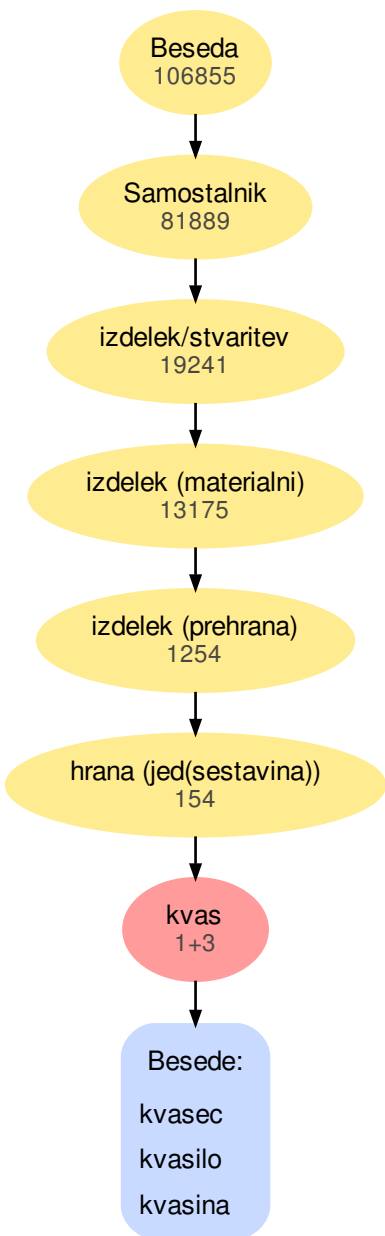 Beseda
106855
Samostalnik
81889
izdelek/stvaritev
19241
izdelek (materialni)
13175
izdelek (prehrana)
1254
hrana (jed(sestavina))
154
kvas
1+3
Besede:
kvasec
kvasilo
kvasina